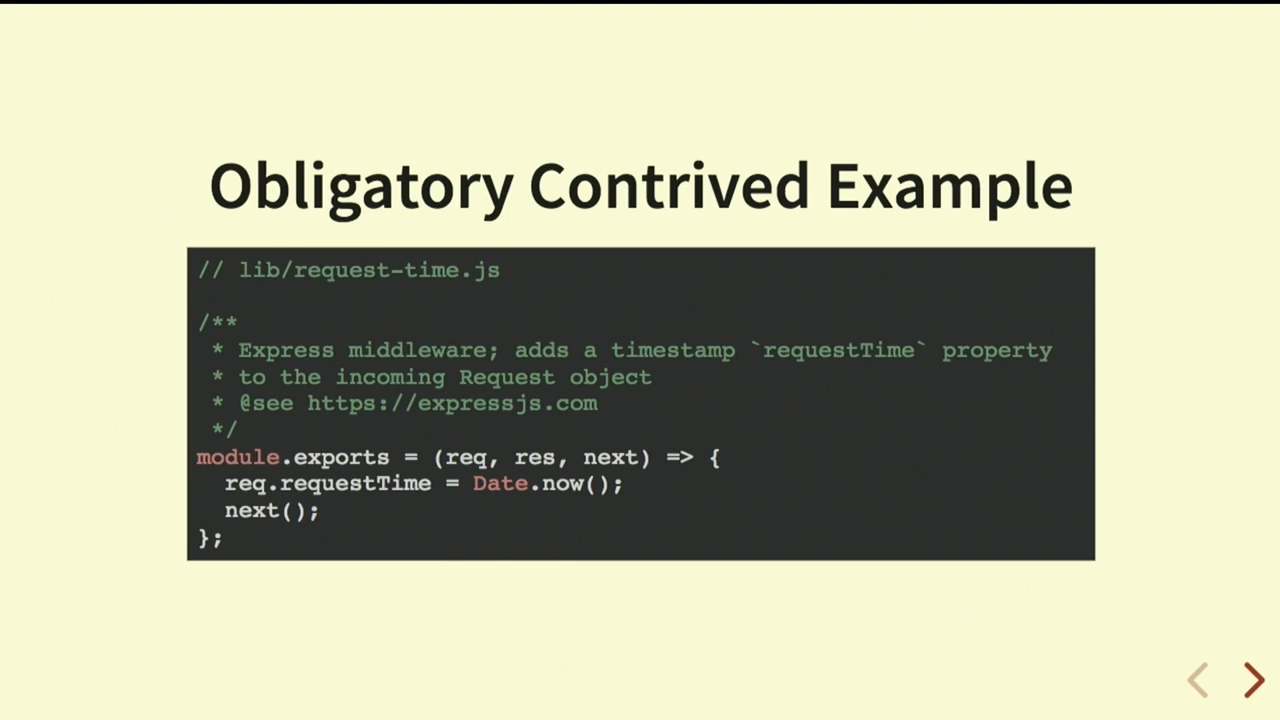 Obligatory Contrived Example
// lib/request-time.js
/**
 * Express middleware; adds a timestamp `requestTime` property
 * to the incoming Request object
 * @see https://expressjs.com
 */
module.exports = (req, res, next) => {
  req.requestTime = Date.now();
  next();
};